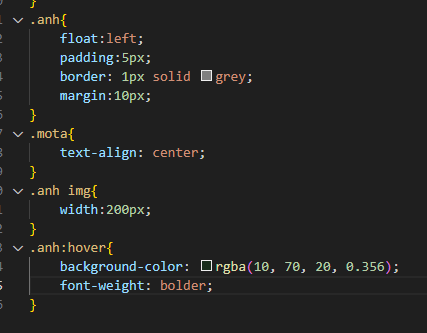 }
.anh{
float:left;
padding:5px;
border: 1px solid grey;
margin:10px;
}
.mota{
text-align: center;
}
.anh img{
width:200px;
}
.anh:hover{
background-color: rgba(10, 70, 20, 0.356);
font-weight: bolder;
}